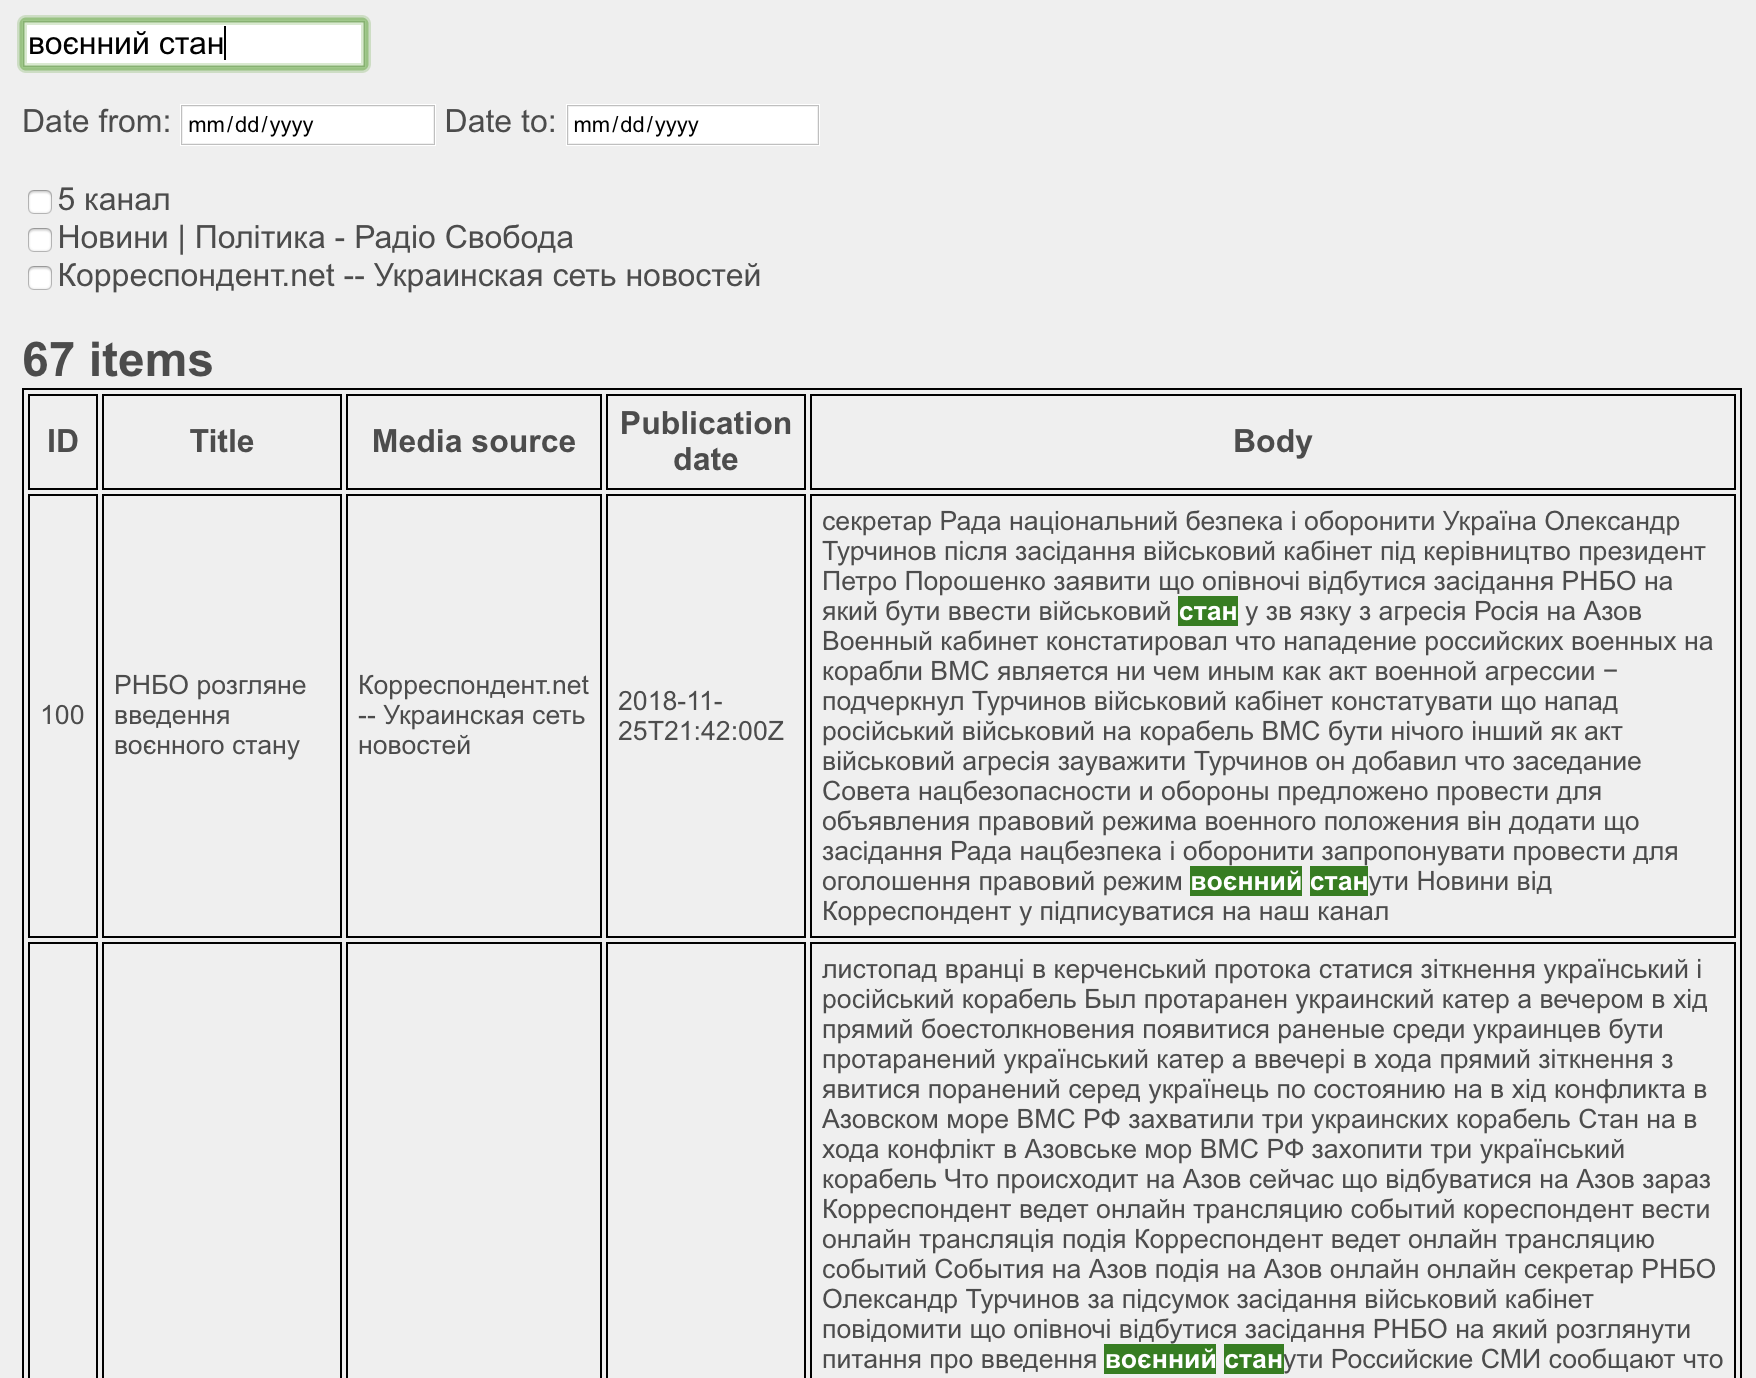 воєнний стан
Date from: mm/dd/yyyy Date to: mm/dd/yyyy
5 канал
Новини | Політика - Радіо Свобода
Корреспондент.net -- Украинская сеть новостей
67 items
ID Title Media source Publication date Body
100
РНБО розгляне
введення
воєнного стану
Корреспондент.net
-- Украинская сеть
новостей
2018-11-
25T21:42:00Z
секретар Рада національний безпека і оборонити Україна Олександр
Турчинов після засідання військовий кабінет під керівництво президент
Петро Порошенко заявити що опівночі відбутися засідання РНБО на
який бути ввести військовий стан у зв язку з агресія Росія на Азов
Военный кабинет констатировал что нападение российских военных на
корабли ВМС является ни чем иным как акт военной агрессии −
подчеркнул Турчинов військовий кабінет констатувати що напад
російський військовий на корабель ВМС бути нічого інший як акт
військовий агресія зауважити Турчинов он добавил что заседание
Совета нацбезопасности и обороны предложено провести для
объявления правовий режима военного положения він додати що
засідання Рада нацбезпека і оборонити запропонувати провести для
оголошення правовий режим воєнний станути Новини від
Корреспондент у підписуватися на наш канал
листопад вранці в керченський протока статися зіткнення український і
російський корабель Был протаранен украинский катер а вечером в хід
прямий боестолкновения появитися раненые среди украинцев бути
протаранений український катер а ввечері в хода прямий зіткнення з
явитися поранений серед українець по состоянию на в хід конфликта в
Азовском море ВМС РФ захватили три украинских корабель Стан на в
хода конфлікт в Азовське мор ВМС РФ захопити три український
корабель Что происходит на Азов сейчас що відбуватися на Азов зараз
Корреспондент ведет онлайн трансляцию событий кореспондент вести
онлайн трансляція подія Корреспондент ведет онлайн трансляцию
событий События на Азов подія на Азов онлайн онлайн секретар РНБО
Олександр Турчинов за підсумок засідання військовий кабінет
повідомити що опівночі відбутися засідання РНБО на який розглянути
питання про введення воєнний станути Российские СМИ сообщают что